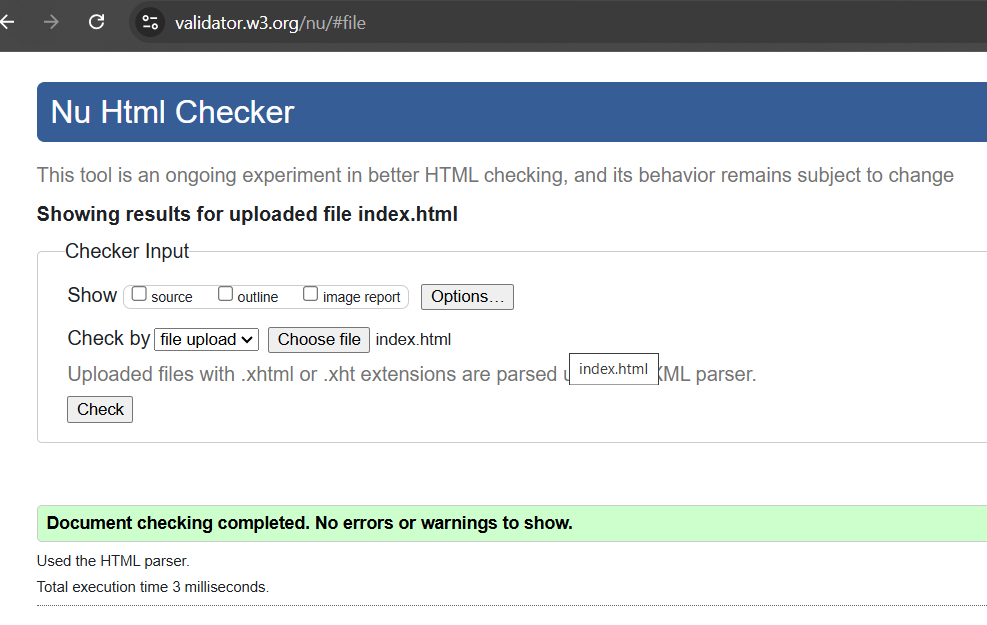 validator.w3.org/nu/#file
Nu Html Checker
This tool is an ongoing experiment in better HTML checking, and its behavior remains subject to change
Showing results for uploaded file index.html
Checker Input
Show source outline image report Options…
Check by file upload Choose file index.html
Uploaded files with .xhtml or .xht extensions are parsed XML parser.
index.html
Check
Document checking completed. No errors or warnings to show.
Used the HTML parser.
Total execution time 3 milliseconds.